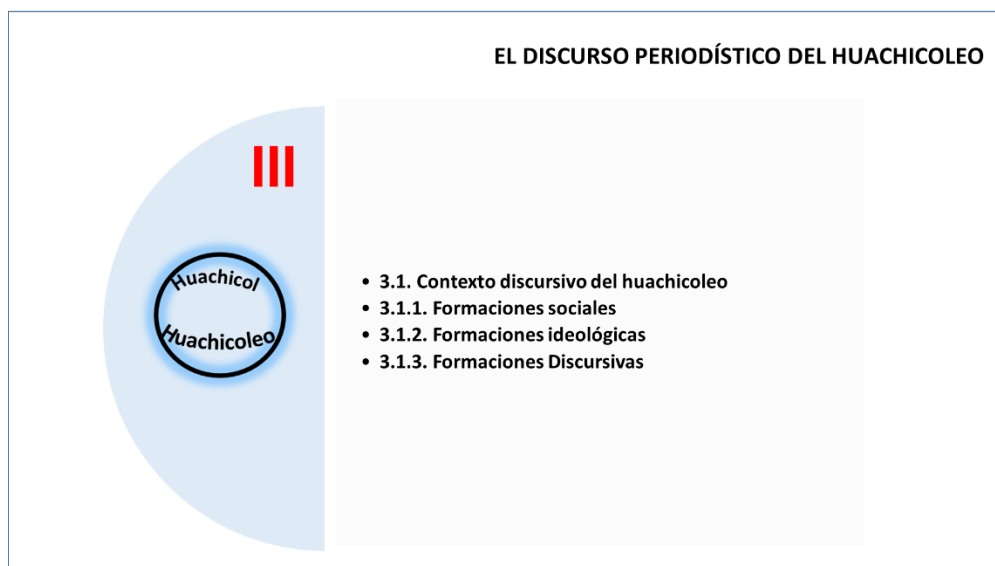 EL DISCURSO PERIODÍSTICO DEL HUACHICOLEO
III
Huachicol
Huachicoleo
• 3.1. Contexto discursivo del huachicoleo
• 3.1.1. Formaciones sociales
• 3.1.2. Formaciones ideológicas
• 3.1.3. Formaciones Discursivas